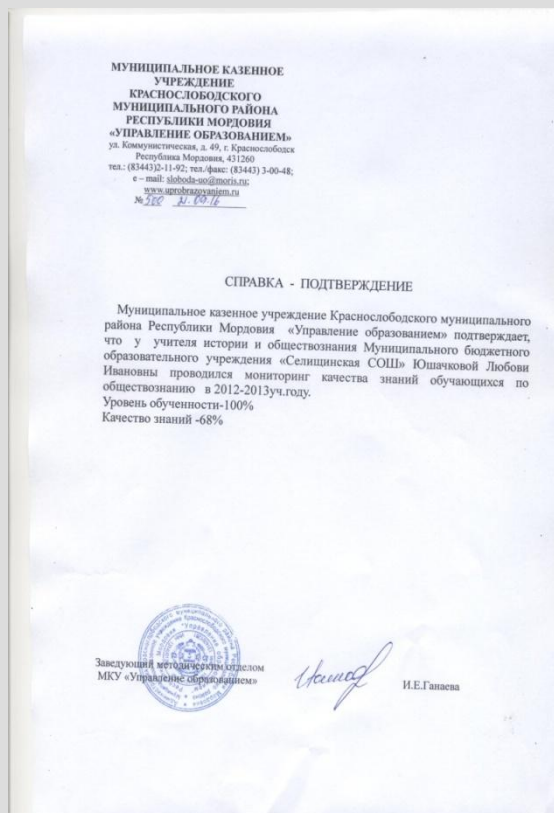 МУНИЦИПАЛЬНОЕ КАЗЕННОЕ
УЧРЕЖДЕНИЕ
КРАСНОСЛОБОДСКОГО
МУНИЦИПАЛЬНОГО РАЙОНА
РЕСПУБЛИКИ МОРДОВИЯ
«УПРАВЛЕНИЕ ОБРАЗОВАНИЕМ»
ул. Коммунистическая, д. 49, г. Краснослободск
Республика Мордовия, 431260
тел.: (83443)2-11-92; тел./факс: (83443) 3-00-48;
e – mail: sloboda-uo@moris.ru;
www.uprobrazovaniem.ru
№ 500 21.09.16
СПРАВКА - ПОДТВЕРЖДЕНИЕ
Муниципальное казенное учреждение Краснослободского муниципального
района Республики Мордовия «Управление образованием» подтверждает,
что у учителя истории и обществознания Муниципального бюджетного
образовательного учреждения «Селищинская СОШ» Юшачковой Любови
Ивановны проводился мониторинг качества знаний обучающихся по
обществознанию в 2012-2013уч.году.
Уровень обученности-100%
Качество знаний -68%
Заведующий методическим отделом
МКУ «Управление образованием»
И.Е.Ганаева